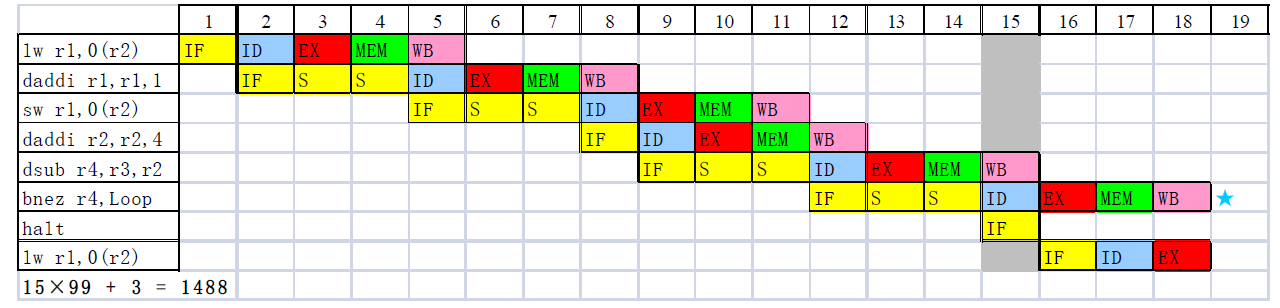 1 2 3 4 5 6 7 8 9 10 11 12 13 14 15 16 17 18 19
lw r1,0(r2) IF ID EX MEM WB
daddi r1,r1,1 IF S S ID EX MEM WB
sw r1,0(r2) IF S S ID EX MEM WB
daddi r2,r2,4 IF ID EX MEM WB
dsub r4,r3,r2 IF S S ID EX MEM WB
bnez r4,Loop IF S S ID EX MEM WB ★
halt IF
lw r1,0(r2) IF ID EX
15×99 + 3 = 1488